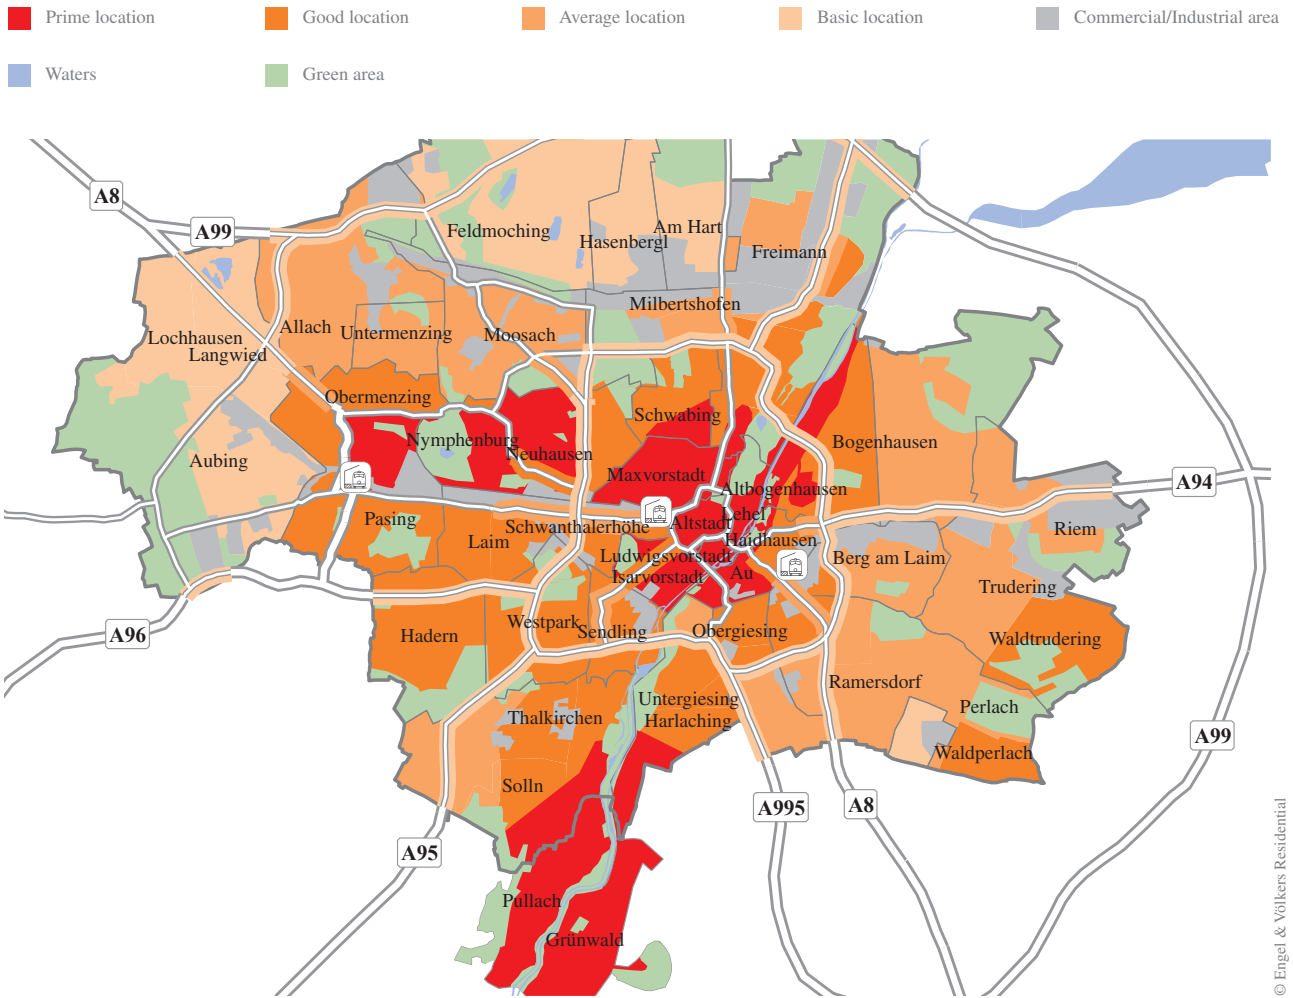 Prime location
Good location
Average location
Basic location
Commercial/Industrial area
Waters
Green area
A8
A99
Feldmoching
Am Hart
Hasenbergl
Freimann
Milbertshofen
Allach
Untermenzing
Moosach
Lochhausen
Langwied
Obermenzing
Schwabing
Nymphenburg
Neuhausen
Bogenhausen
Aubing
Maxvorstadt
Altbogenhausen
A94
Pasing
Schwanthalerhöhe
Altstadt
Lehel
Riem
Laim
Haidhausen
Ludwigsvorstadt
Isarvorstadt
Au
Berg am Laim
Trudering
A96
Hadern
Westpark
Sendling
Obergiesing
Waldtrudering
Ramersdorf
Untergiesing
Harlaching
Perlach
Thalkirchen
A99
Waldperlach
Solln
A995
A8
A95
Pullach
Grünwald
© Engel & Völkers Residential